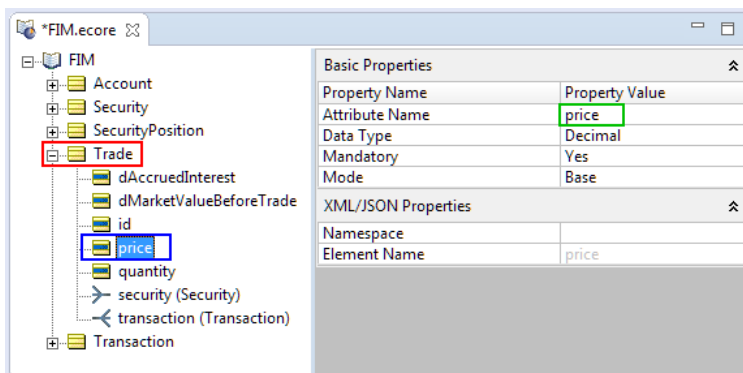 *FIM.ecore
FIM
Account
Security
SecurityPosition
Trade
dAccruedInterest
dMarketValueBeforeTrade
id
price
quantity
security (Security)
transaction (Transaction)
Transaction
Basic Properties
Property Name Property Value
Attribute Name price
Data Type Decimal
Mandatory Yes
Mode Base
XML/JSON Properties
Namespace
Element Name price